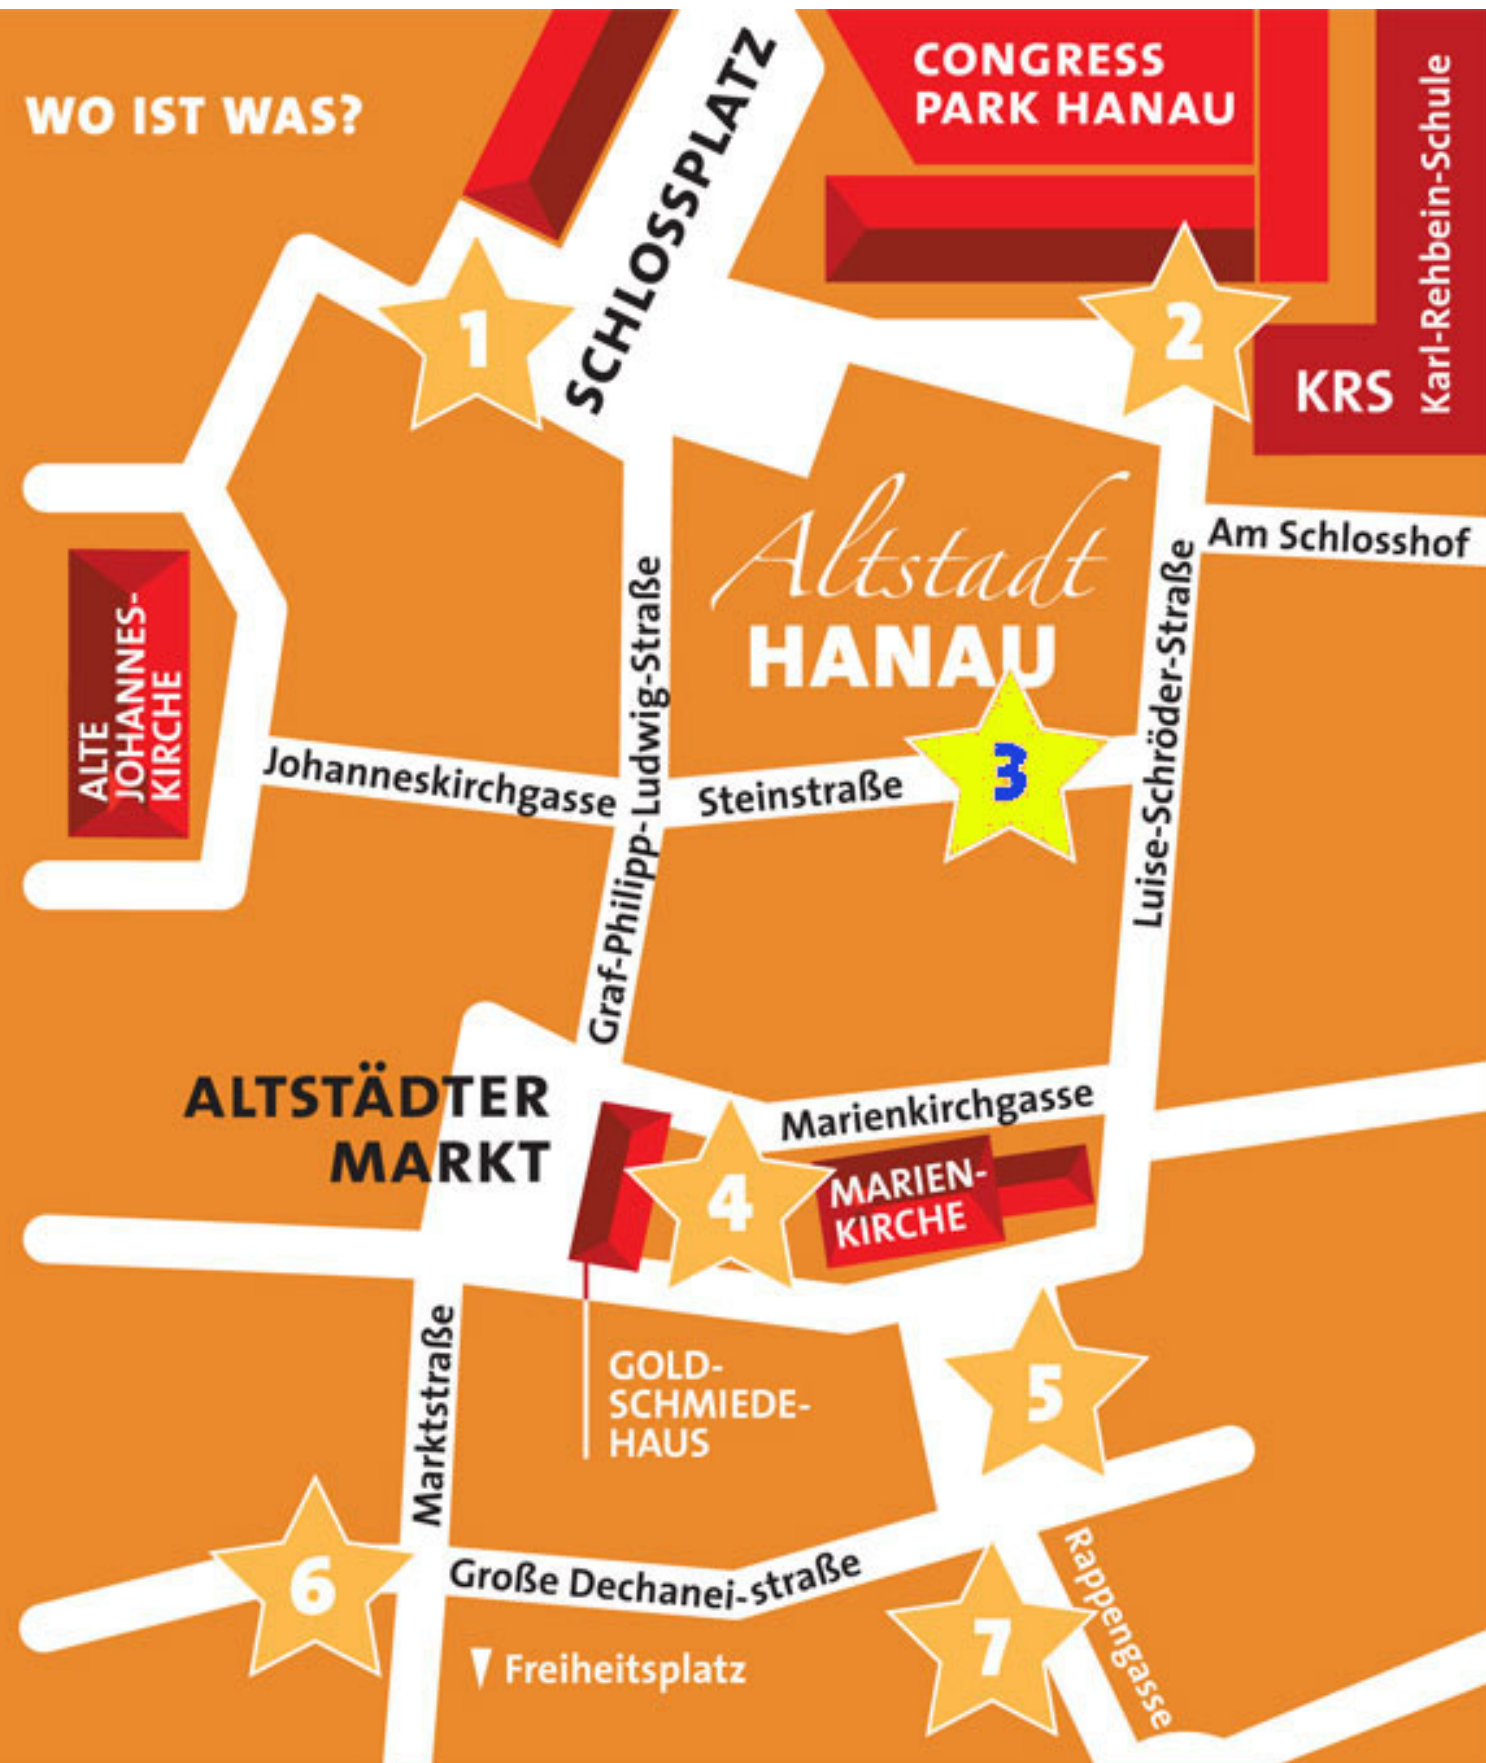 WO IST WAS?
SCHLOSSPLATZ
CONGRESS
PARK HANAU
Karl-Rehbein-Schule
KRS
1
2
Altstadt
HANAU
Am Schlosshof
ALTE
JOHANNES-
KIRCHE
Graf-Philipp-Ludwig-Straße
Luise-Schröder-Straße
Johanneskirchgasse
Steinstraße
3
ALTSTÄDTER
MARKT
Marienkirchgasse
4
MARIEN-
KIRCHE
GOLD-
SCHMIEDE-
HAUS
Marktstraße
5
6
Große Dechanei-straße
7
Rappengasse
Freiheitsplatz